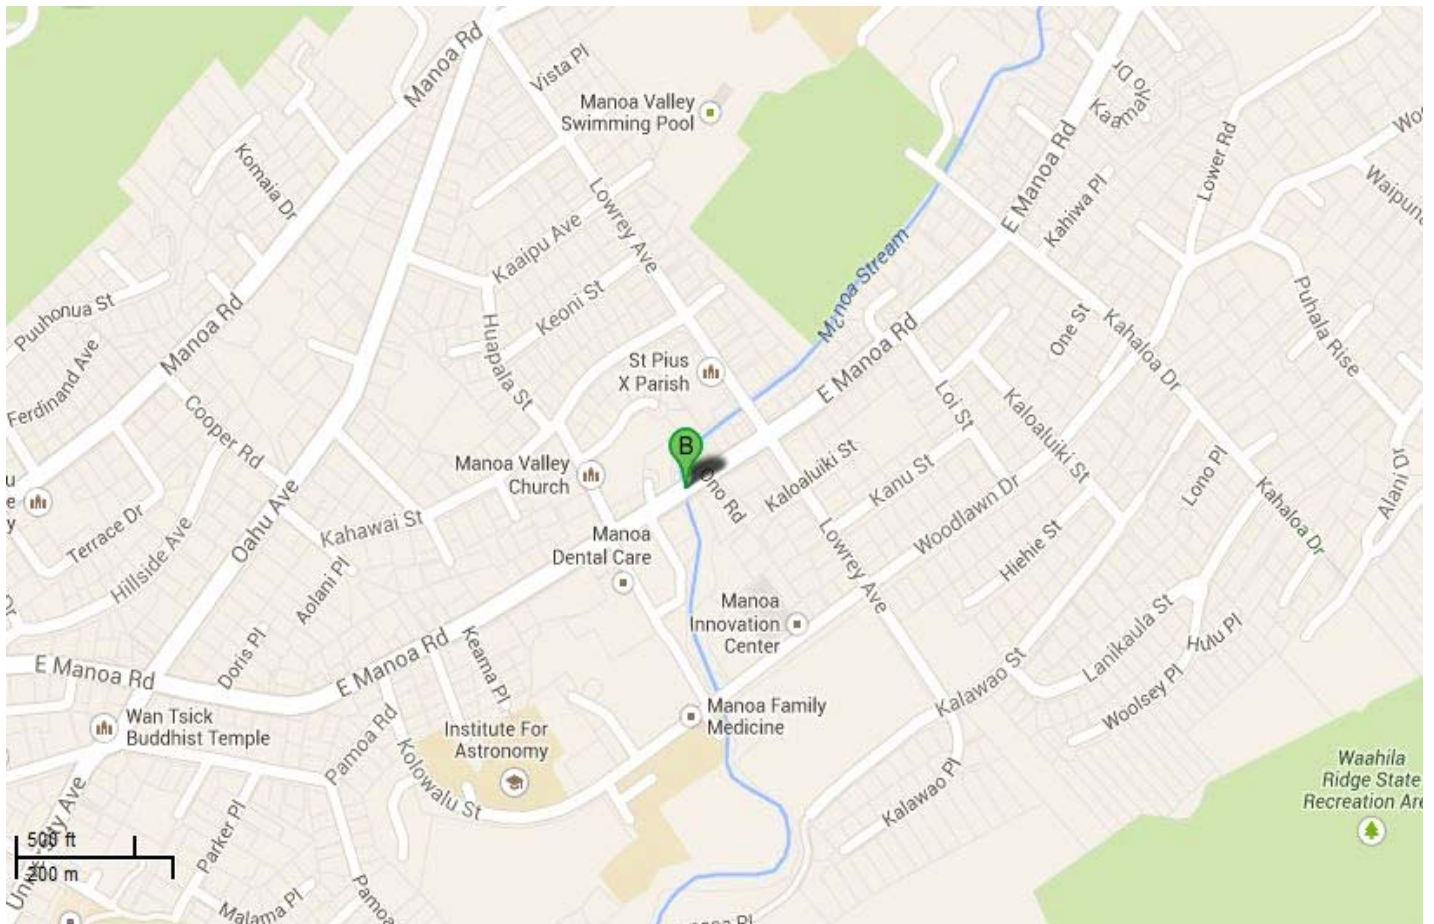 Manoa Rd
Vista Pl
Manoa Valley
Swimming Pool
Kaamalo Dr
Lower Rd
Komaia Dr
Lowrey Ave
E Manoa Rd
Kahiwa Pl
Kaaipu Ave
Manoa Stream
Puuhonua St
Manoa Rd
Keoni St
Huapala St
St Pius
X Parish
E Manoa Rd
One St
Kahaloa Dr
Puhala Rise
Ferdinand Ave
Cooper Rd
Loi St
Kaloaluiki St
B
Manoa Valley
Church
Ono Rd
Kaloaluiki St
Kanu St
Lono Pl
Kahaloa Dr
Alani Dr
Terrace Dr
Hillside Ave
Oahu Ave
Kahawai St
Manoa
Dental Care
Lowrey Ave
Woodlawn Dr
Hiehie St
Aolani Pl
Manoa
Innovation
Center
Lanikaula St
Hulu Pl
E Manoa Rd
Doris Pl
E Manoa Rd
Keama Pl
Kalawao St
Woolsey Pl
Wan Tsick
Buddhist Temple
Pamoa Rd
Institute For
Astronomy
Manoa Family
Medicine
Kolowalu St
Kalawao Pl
Waahila
Ridge State
Recreation Are
500 ft
200 m
Parker Pl
Malama Pl
Pamoa